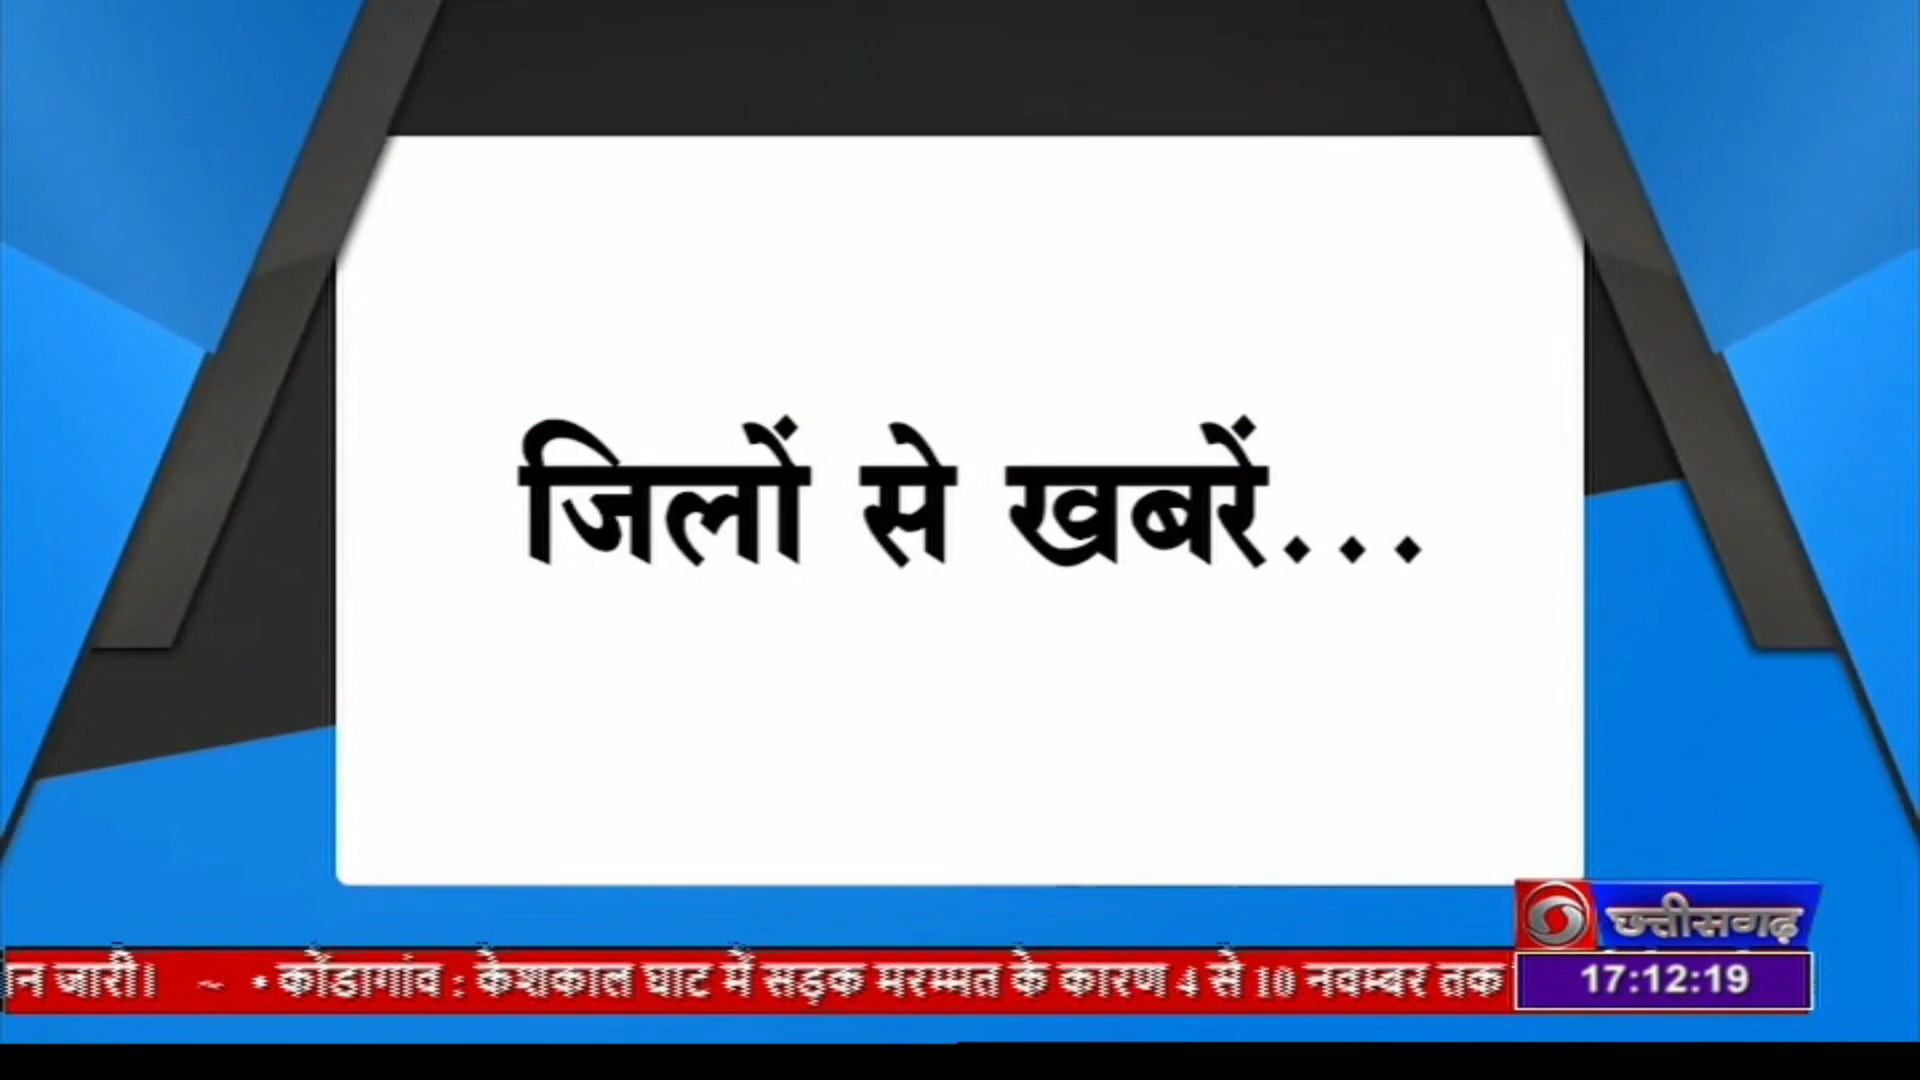 जिलों से खबरें...
छत्तीसगढ़
न जारी। ~ • कोंडागांव : केशकाल घाट में सड़क मरम्मत के कारण 4 से 10 नवम्बर तक
17:12:19